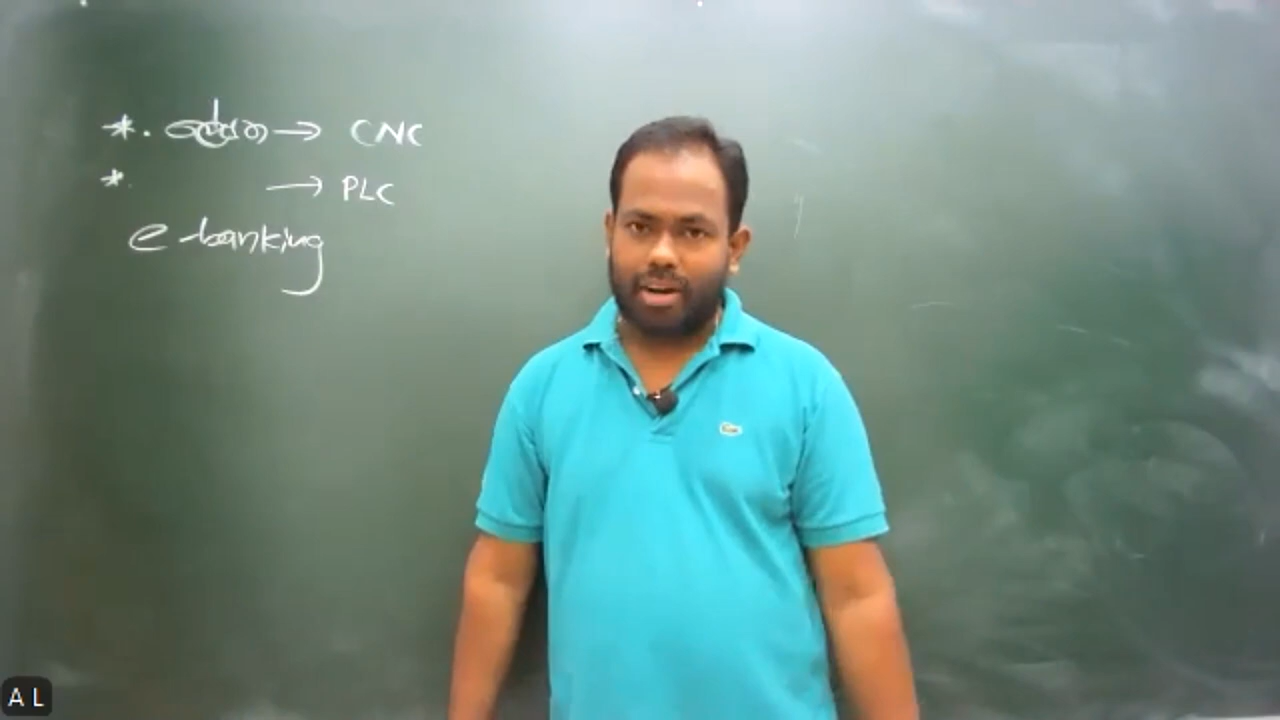 *. → CNC
*. → PLC
e-banking
A L